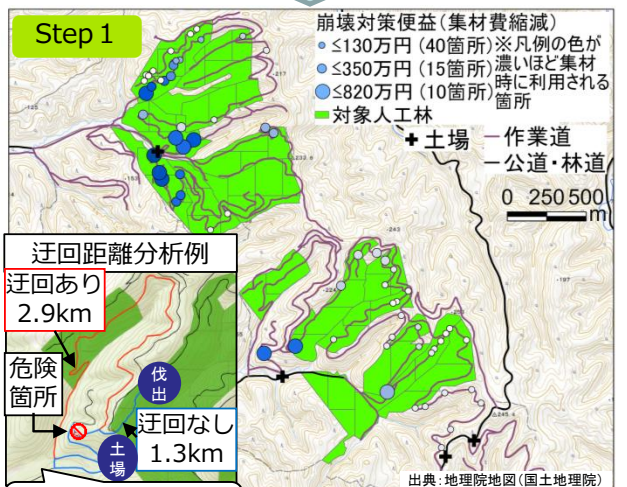 Step 1
崩壊対策便益(集材費縮減)
≤130万円 (40箇所)
≤350万円 (15箇所)
≤820万円 (10箇所)
※凡例の色が
濃いほど集材
時に利用される
箇所
対象人工林
土場
作業道
公道・林道
0 250 500
m
迂回距離分析例
迂回あり
2.9km
危険
箇所
伐出
土場
迂回なし
1.3km
-217
-153
-243
出典:地理院地図(国土地理院)